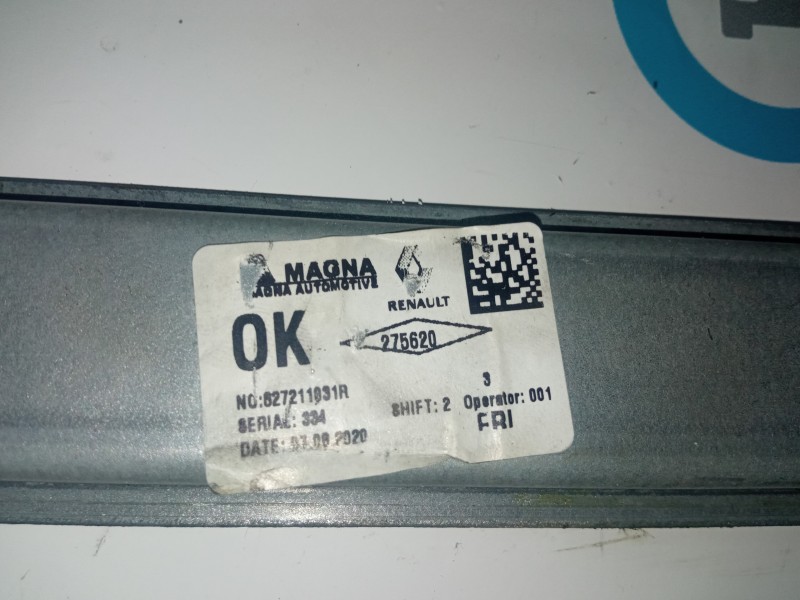 MAGNA
MAGNA AUTOMOTIVE
RENAULT
OK
275620
NO:827211931R
SERIAL: 334
DATE: 07.08.2020
SHIFT: 2
3
Operator: 001
FRI